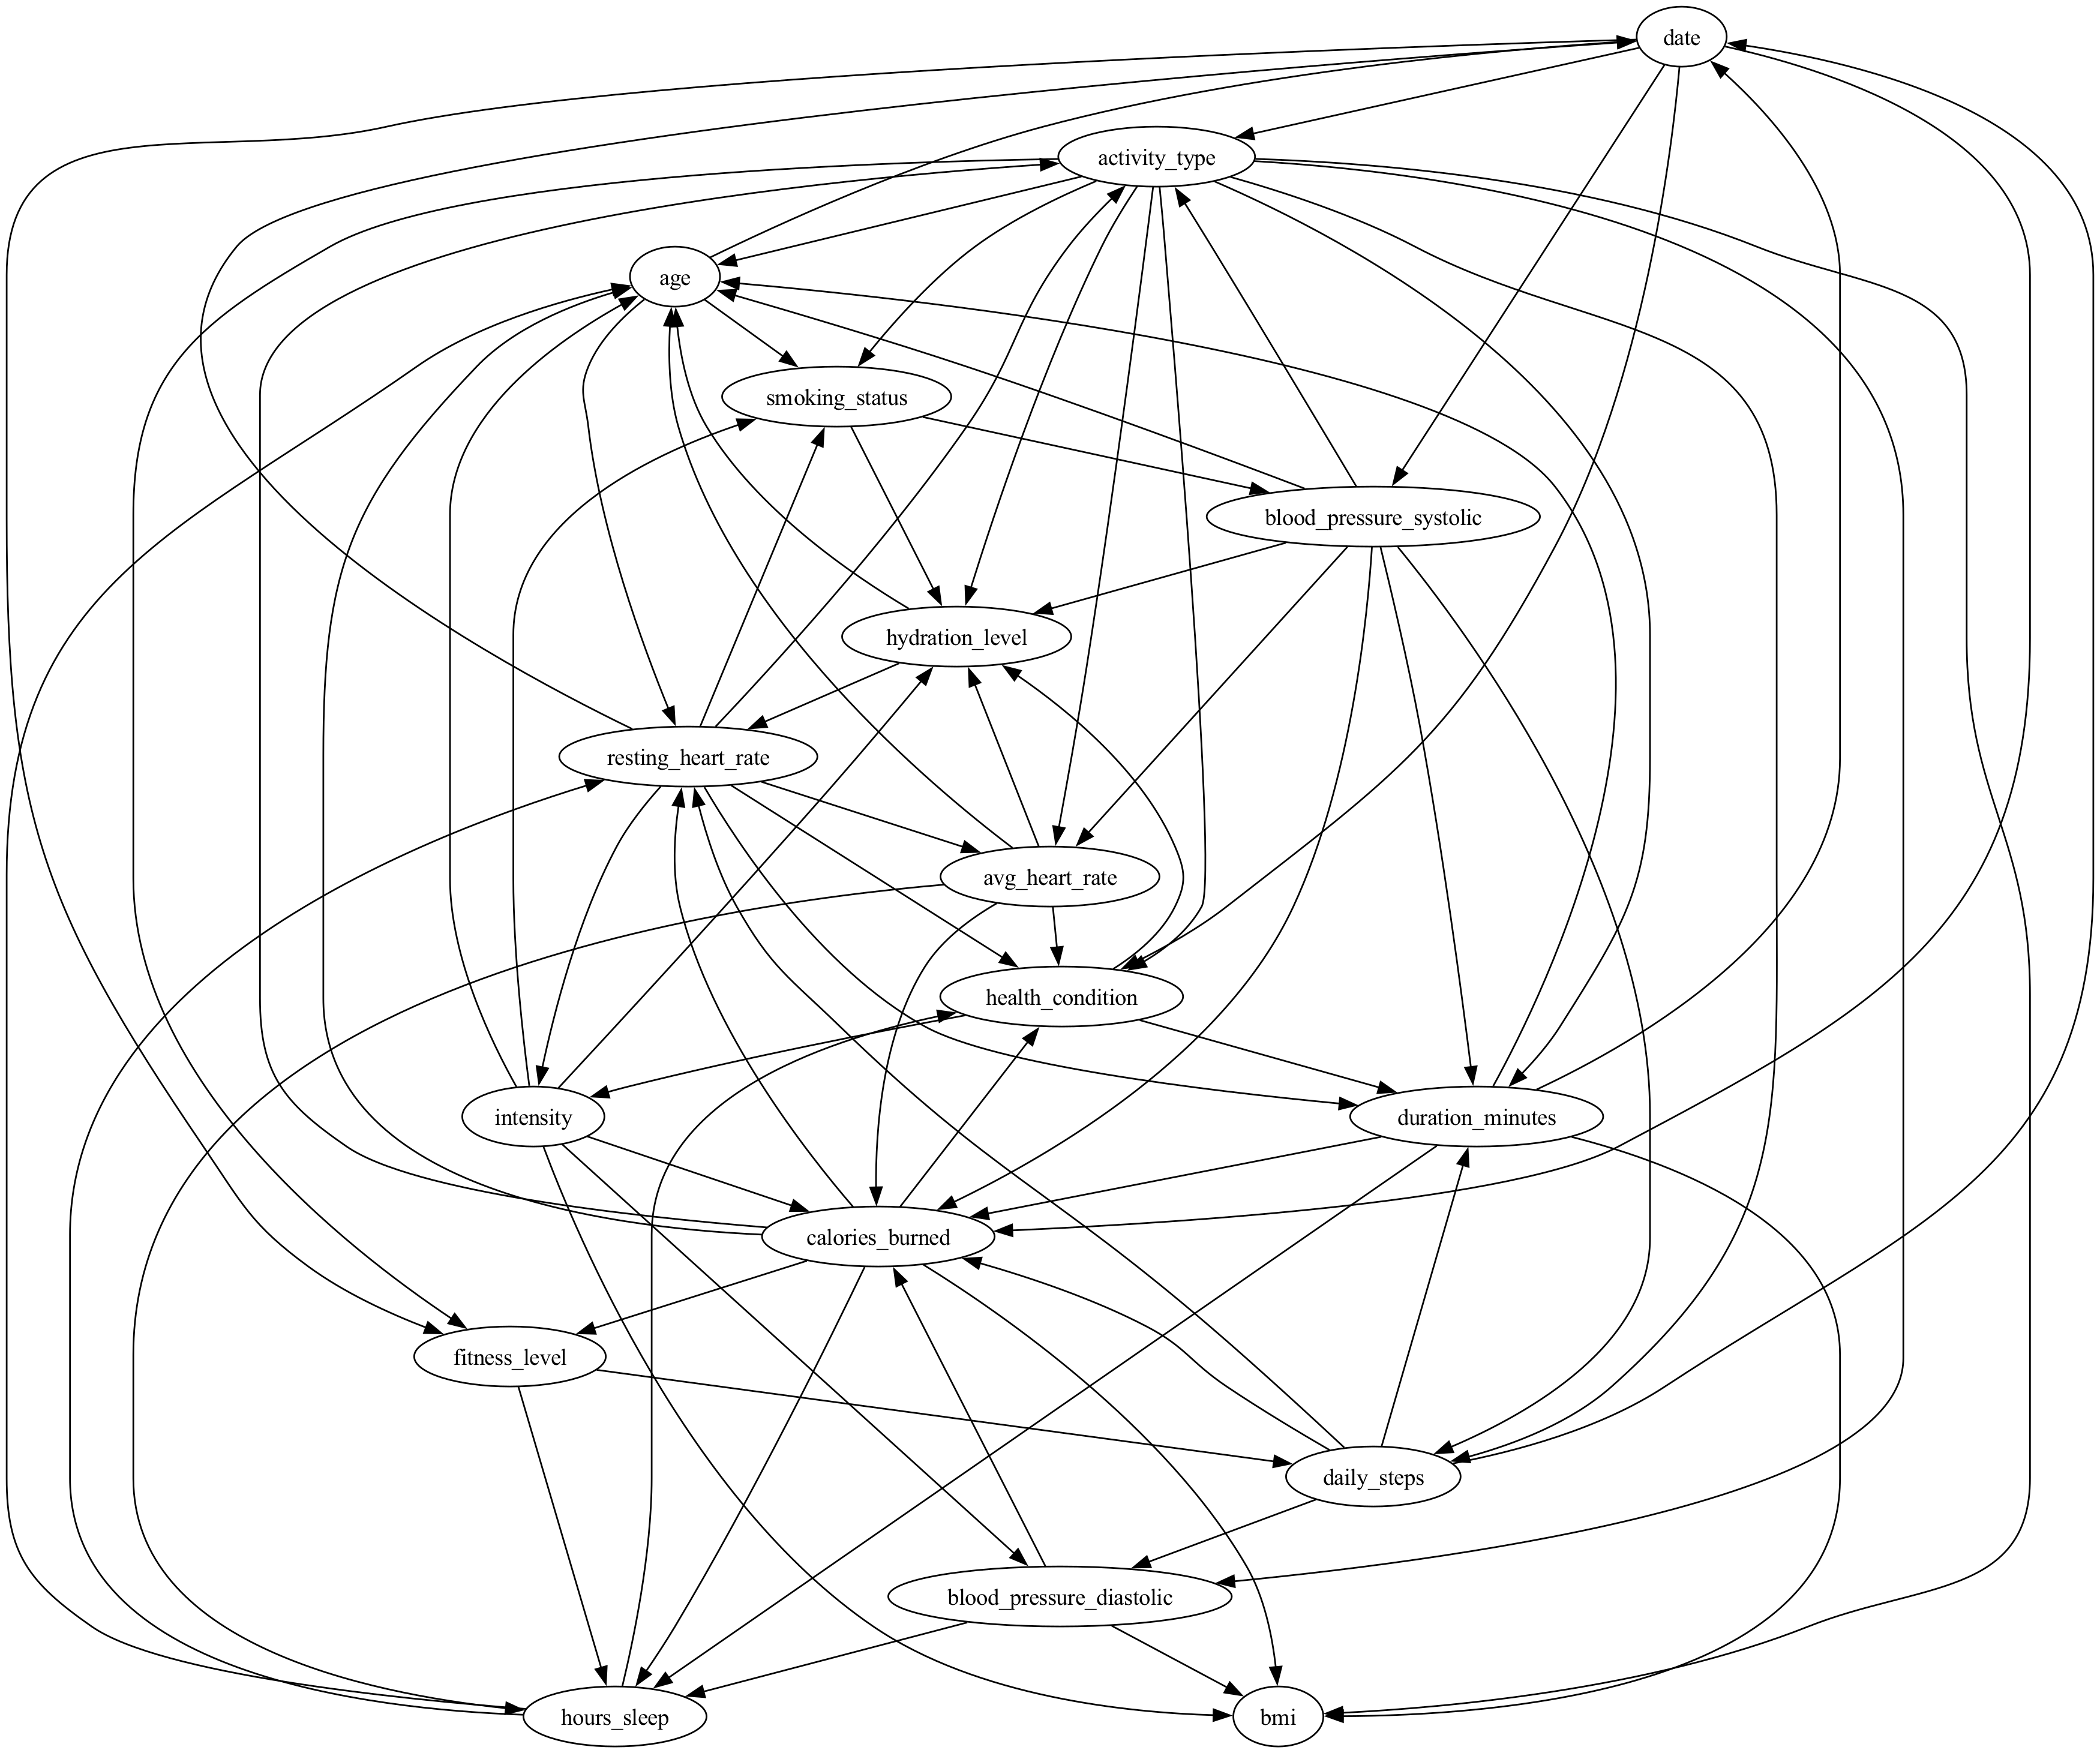 date
activity_type
age
smoking_status
blood_pressure_systolic
hydration_level
resting_heart_rate
avg_heart_rate
health_condition
intensity
duration_minutes
calories_burned
fitness_level
daily_steps
blood_pressure_diastolic
hours_sleep
bmi